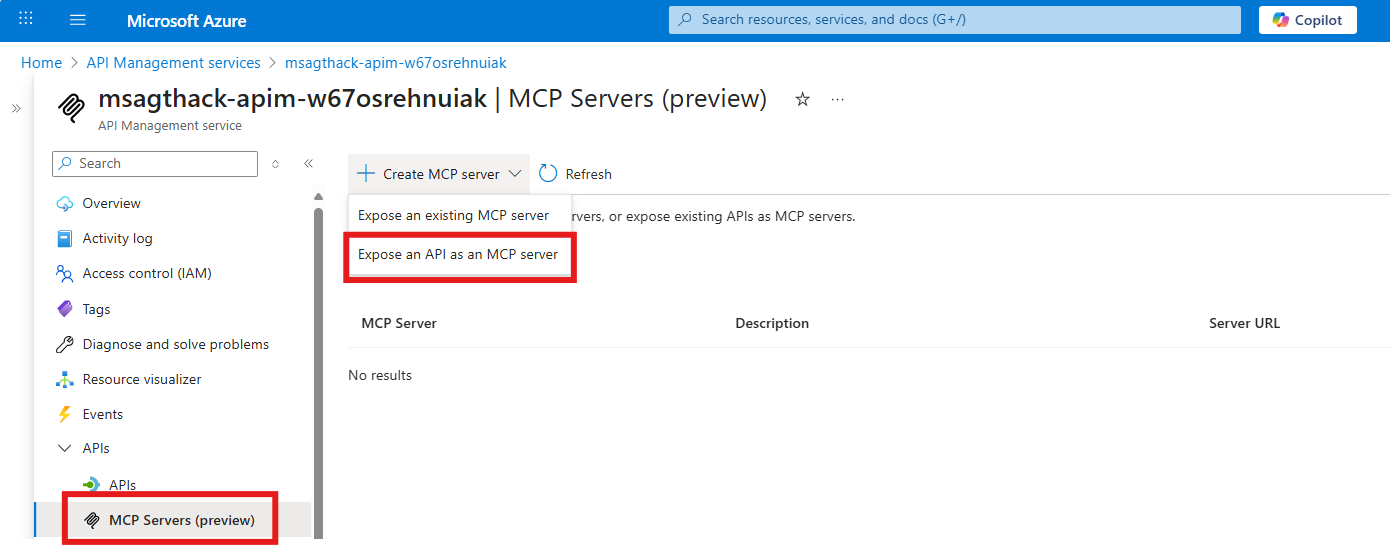 Microsoft Azure
Search resources, services, and docs (G+/)
Copilot
Home > API Management services > msagthack-apim-w67osrehnuiak
msagthack-apim-w67osrehnuiak | MCP Servers (preview)
API Management service
Search
Create MCP server
Refresh
Overview
Expose an existing MCP server
rvers, or expose existing APIs as MCP servers.
Activity log
Expose an API as an MCP server
Access control (IAM)
Tags
MCP Server Description Server URL
Diagnose and solve problems
Resource visualizer
No results
Events
APIs
APIs
MCP Servers (preview)